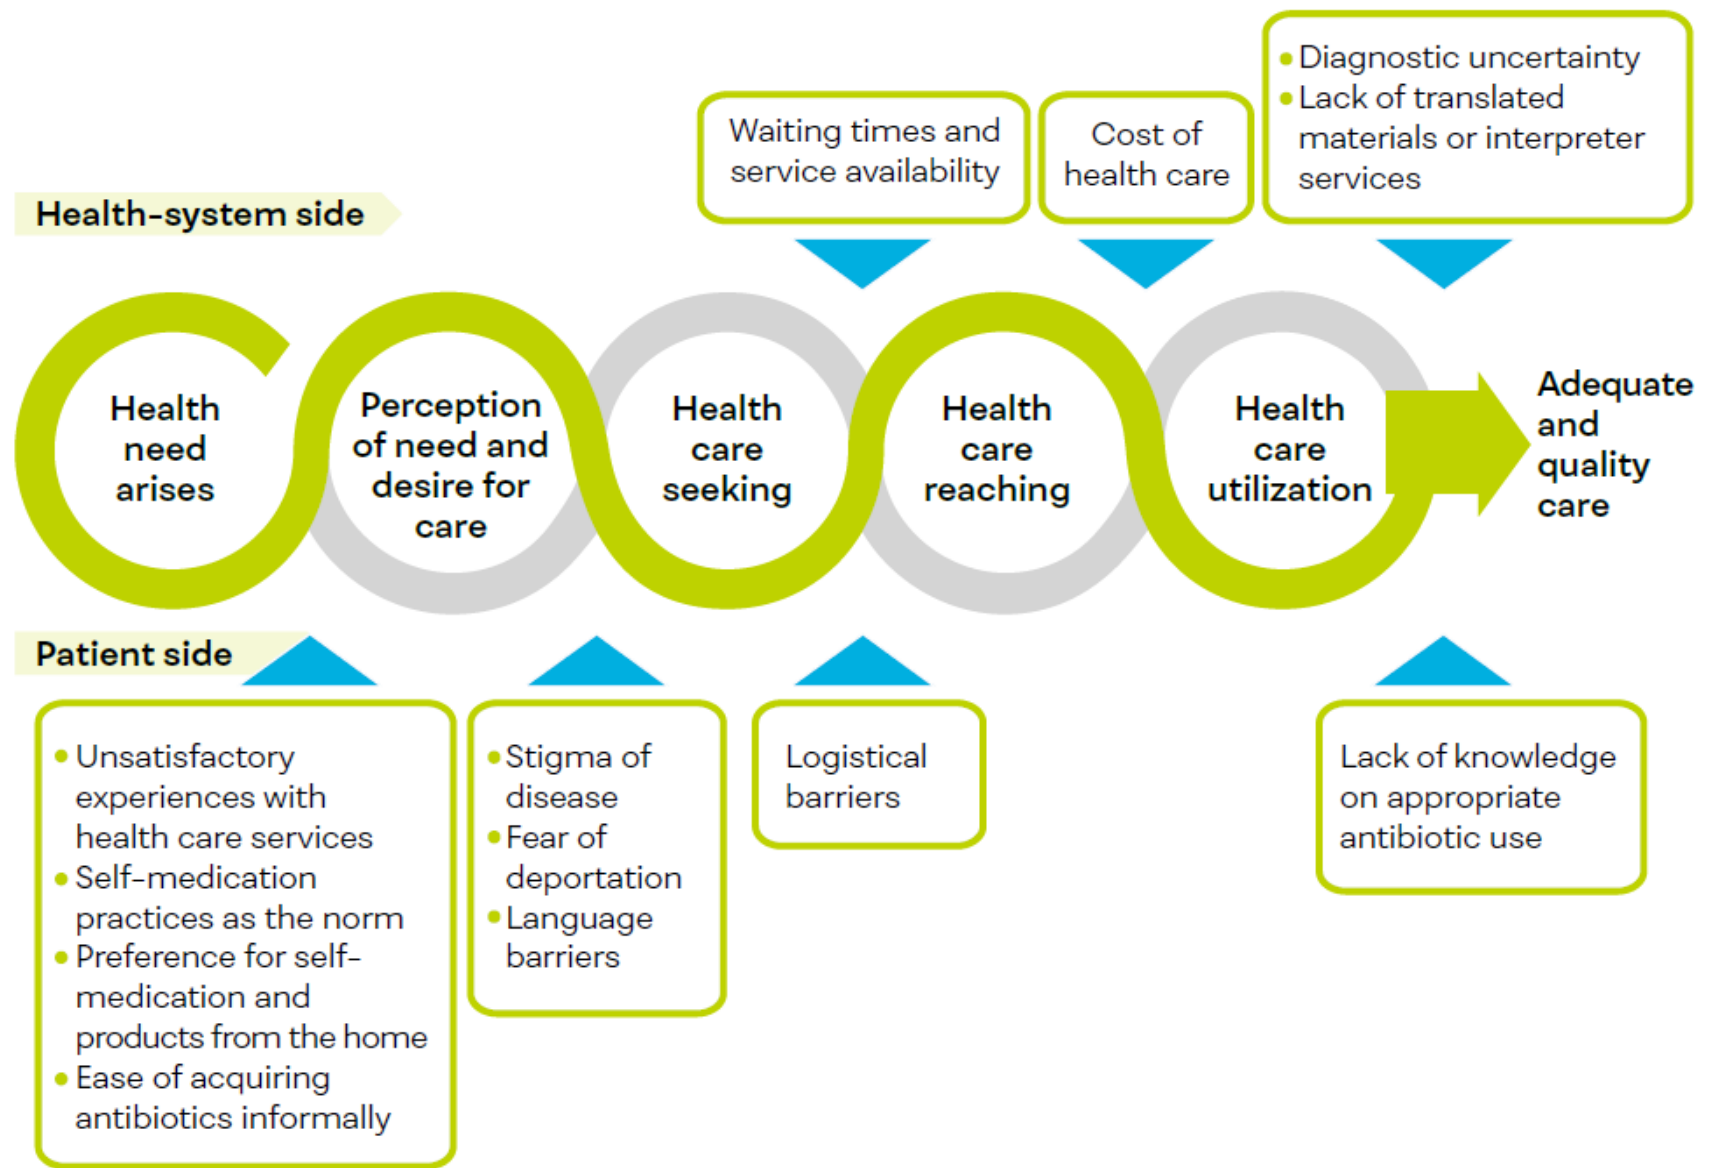 Diagnostic uncertainty
Lack of translated
materials or interpreter
services
Waiting times and
service availability
Cost of
health care
Health-system side
Health
need
arises
Perception
of need and
desire for
care
Health
care
seeking
Health
care
reaching
Health
care
utilization
Adequate
and
quality
care
Patient side
Unsatisfactory
experiences with
health care services
Self-medication
practices as the norm
Preference for self-
medication and
products from the home
Ease of acquiring
antibiotics informally
Stigma of
disease
Fear of
deportation
Language
barriers
Logistical
barriers
Lack of knowledge
on appropriate
antibiotic use